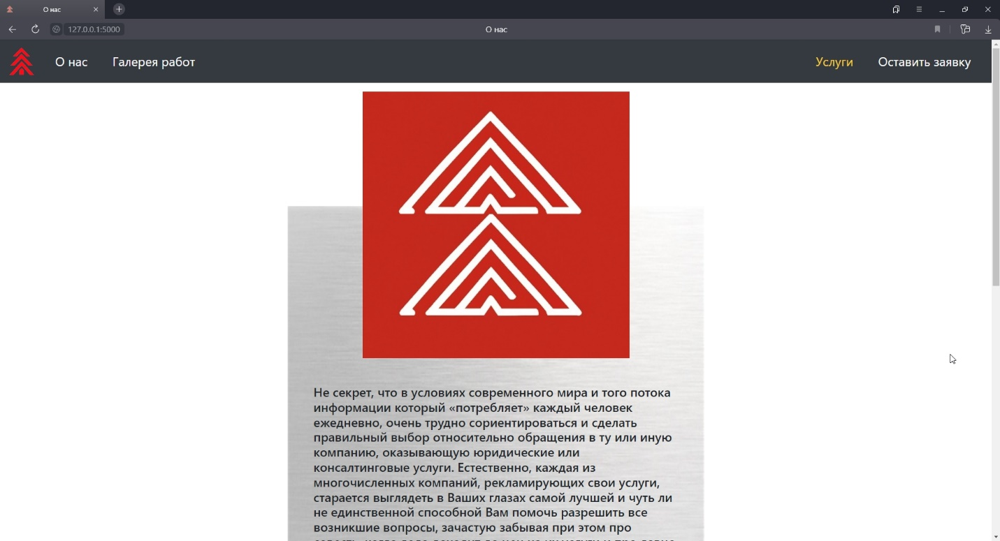 О нас
127.0.0.1:5000
О нас
О нас
Галерея работ
Услуги
Оставить заявку
Не секрет, что в условиях современного мира и того потока
информации который «потребляет» каждый человек
ежедневно, очень трудно сориентироваться и сделать
правильный выбор относительно обращения в ту или иную
компанию, оказывающую юридические или
консалтинговые услуги. Естественно, каждая из
многочисленных компаний, рекламирующих свои услуги,
старается выглядеть в Ваших глазах самой лучшей и чуть ли
не единственной способной Вам помочь разрешить все
возникшие вопросы, зачастую забывая при этом про